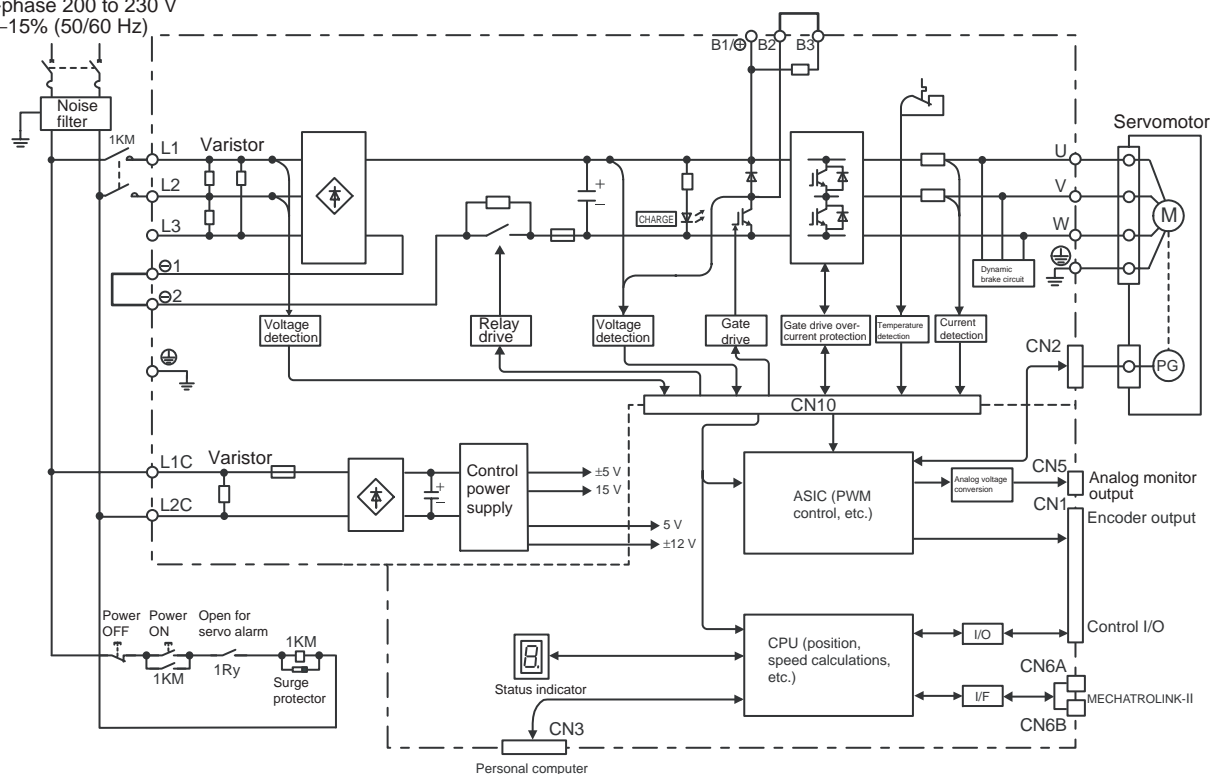 -phase 200 to 230 V
–15% (50/60 Hz)
Noise
filter
1KM
L1
Varistor
L2
L3
⊖1
⊖2
B1/⊕
B2
B3
+
–
CHARGE
U
V
W
Servomotor
M
PG
Dynamic
brake circuit
Voltage
detection
Relay
drive
Voltage
detection
Gate
drive
Gate drive over-
current protection
Temperature
detection
Current
detection
CN2
CN10
L1C
Varistor
L2C
+
–
Control
power
supply
±5 V
15 V
5 V
±12 V
ASIC (PWM
control, etc.)
Analog voltage
conversion
CN5
Analog monitor
output
CN1
Encoder output
Control I/O
Power
OFF
Power
ON
1KM
Open for
servo alarm
1Ry
1KM
Surge
protector
8.
Status indicator
CPU (position,
speed calculations,
etc.)
I/O
I/F
CN6A
MECHATROLINK-II
CN6B
CN3
Personal computer